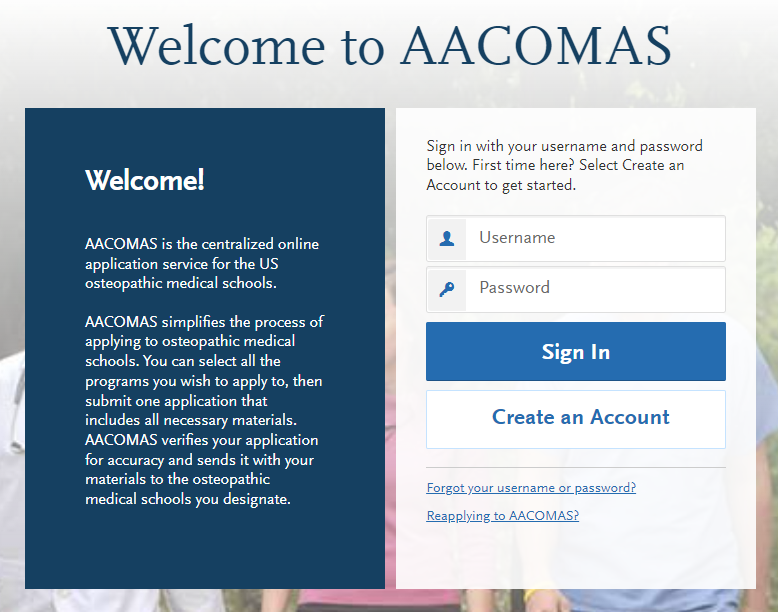 Welcome to AACOMAS
Welcome!
AACOMAS is the centralized online
application service for the US
osteopathic medical schools.
AACOMAS simplifies the process of
applying to osteopathic medical
schools. You can select all the
programs you wish to apply to, then
submit one application that
includes all necessary materials.
AACOMAS verifies your application
for accuracy and sends it with your
materials to the osteopathic
medical schools you designate.
Sign in with your username and password
below. First time here? Select Create an
Account to get started.
Username
Password
Sign In
Create an Account
Forgot your username or password?
Reapplying to AACOMAS?